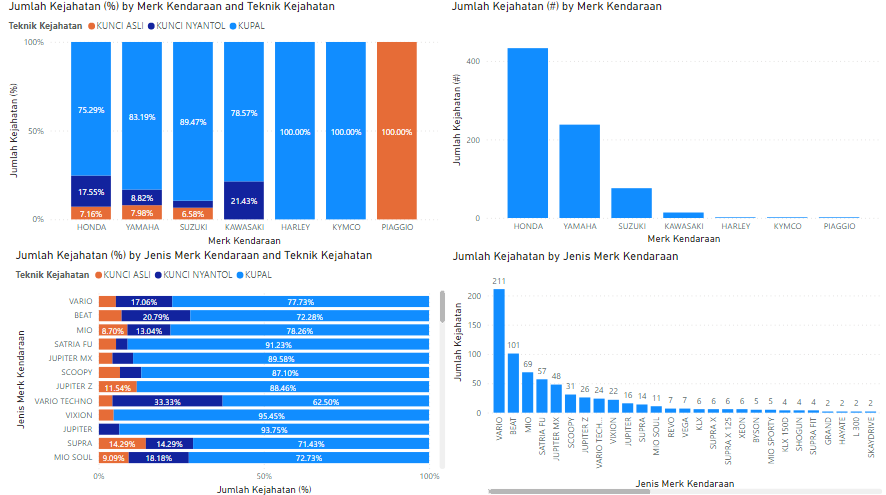 Jumlah Kejahatan (%) by Merk Kendaraan and Teknik Kejahatan
Teknik Kejahatan KUNCI ASLI KUNCI NYANTOL KUPAL
Jumlah Kejahatan (%)
100%
50%
0%
75.29%
17.55%
7.16%
83.19%
8.82%
7.98%
89.47%
6.58%
78.57%
21.43%
100.00%
100.00%
100.00%
HONDA YAMAHA SUZUKI KAWASAKI HARLEY KYMCO PIAGGIO
Merk Kendaraan
Jumlah Kejahatan (#) by Merk Kendaraan
Jumlah Kejahatan (#)
400
200
0
HONDA YAMAHA SUZUKI KAWASAKI HARLEY KYMCO PIAGGIO
Merk Kendaraan
Jumlah Kejahatan (%) by Jenis Merk Kendaraan and Teknik Kejahatan
Teknik Kejahatan KUNCI ASLI KUNCI NYANTOL KUPAL
Jenis Merk Kendaraan
VARIO 17.06% 77.73%
BEAT 20.79% 72.28%
MIO 8.70% 13.04% 78.26%
SATRIA FU 91.23%
JUPITER MX 89.58%
SCOOPY 87.10%
JUPITER Z 11.54% 88.46%
VARIO TECHNO 33.33% 62.50%
VIXION 95.45%
JUPITER 93.75%
SUPRA 14.29% 14.29% 71.43%
MIO SOUL 9.09% 18.18% 72.73%
0% 50% 100%
Jumlah Kejahatan (%)
Jumlah Kejahatan by Jenis Merk Kendaraan
Jumlah Kejahatan
200
150
100
50
0
211 101 69 57 48 31 26 24 22 16 14 11 7 7 6 6 6 6 5 5 4 4 4 2 2 2 2
VARIO
BEAT
MIO
SATRIA FU
JUPITER MX
SCOOPY
JUPITER Z
VARIO TECH...
VIXION
JUPITER
SUPRA
MIO SOUL
REVO
VEGA
KLX
SUPRA X
SUPRA X 125
XEON
BYSON
MIO SPORTY
KLX 150D
SHOGUN
SUPRA FIT
GRAND
HAYATE
L 300
SKAYDRIVE
Jenis Merk Kendaraan